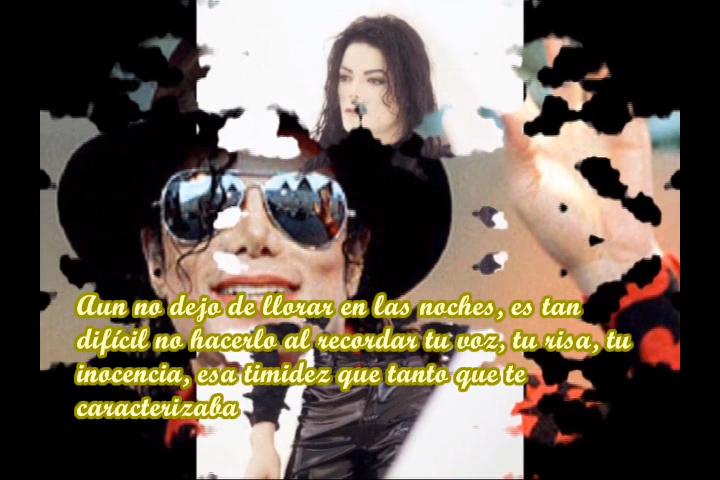 Aun no dejo de llorar en las noches, es tan
difícil no hacerlo al recordar tu voz, tu risa, tu
inocencia, esa timidez que tanto que te
caracterizaba